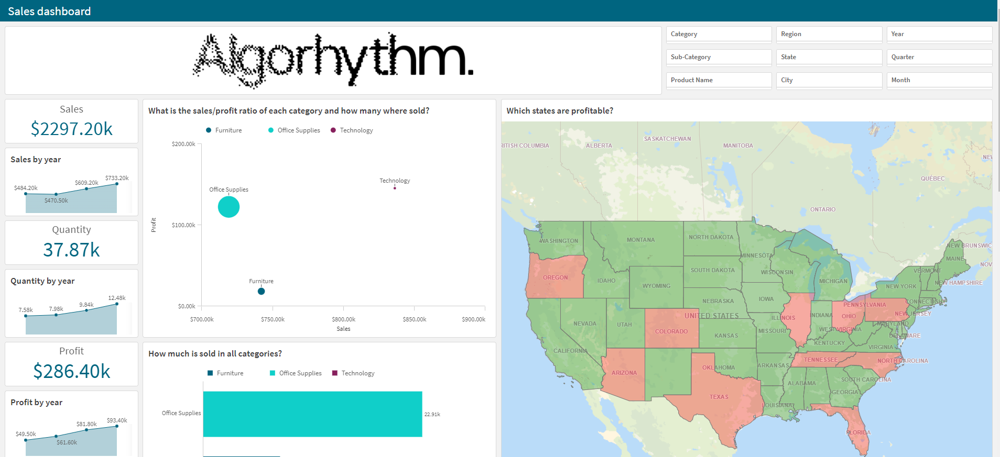 Sales dashboard
Algorhythm.
Category
Region
Year
Sub-Category
State
Quarter
Product Name
City
Month
Sales
$2297.20k
Sales by year
$484.20k
$470.50k
$609.20k
$733.20k
Quantity
37.87k
Quantity by year
7.58k
7.98k
9.84k
12.48k
Profit
$286.40k
Profit by year
$49.50k
$61.60k
$81.80k
$93.40k
What is the sales/profit ratio of each category and how many where sold?
Furniture
Office Supplies
Technology
$200.00k
$100.00k
$0.00k
Profit
Technology
Office Supplies
Furniture
$700.00k
$750.00k
$800.00k
$850.00k
$900.00k
Sales
How much is sold in all categories?
Furniture
Office Supplies
Technology
Office Supplies
22.91k
Which states are profitable?
RITISH COLUMBIA
ALBERTA
SASKATCHEWAN
MANITOBA
NEW
QUÉBEC
ONTARIO
WASHINGTON
MONTANA
NORTH DAKOTA
MINNESOTA
NEW BRUNSWIC
MAINE
NOV
OREGON
IDAHO
WYOMING
SOUTH DAKOTA
WISCONSIN
MICHIGAN
VERMONT
NEW HAMPSHIRE
NEW YORK
NEBRASKA
IOWA
PENNSYLVANIA
CONNECTICUT
UNITED STATES
ILLINOIS
INDIANA
OHIO
NEW JERSEY
NEVADA
UTAH
COLORADO
KANSAS
MISSOURI
WEST VIRGINIA
MARYLAND
DELAWARE
CALIFORNIA
KENTUCKY
VIRGINIA
ARIZONA
OKLAHOMA
ARKANSAS
TENNESSEE
NORTH CAROLINA
SOUTH CAROLINA
TEXAS
ALABAMA
GEORGIA
LOUISIANA
FLORIDA